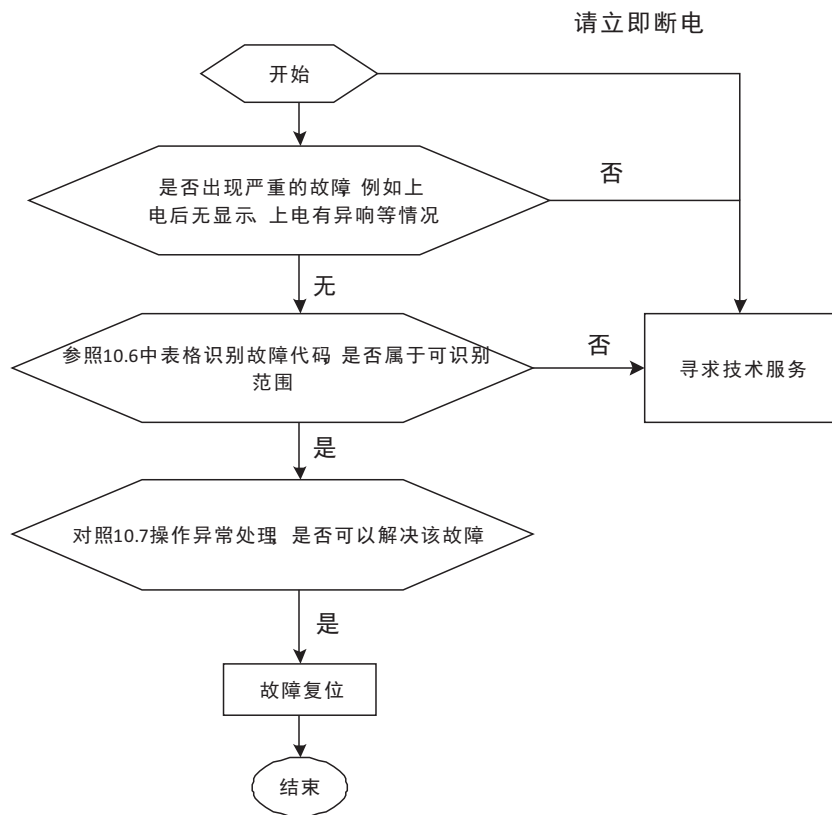 请立即断电
开始
是否出现严重的故障,例如上
电后无显示、上电有异响等情况
否
无
参照10.6中表格识别故障代码,是否属于可识别
范围
否
寻求技术服务
是
对照10.7操作异常处理,是否可以解决该故障
是
故障复位
结束